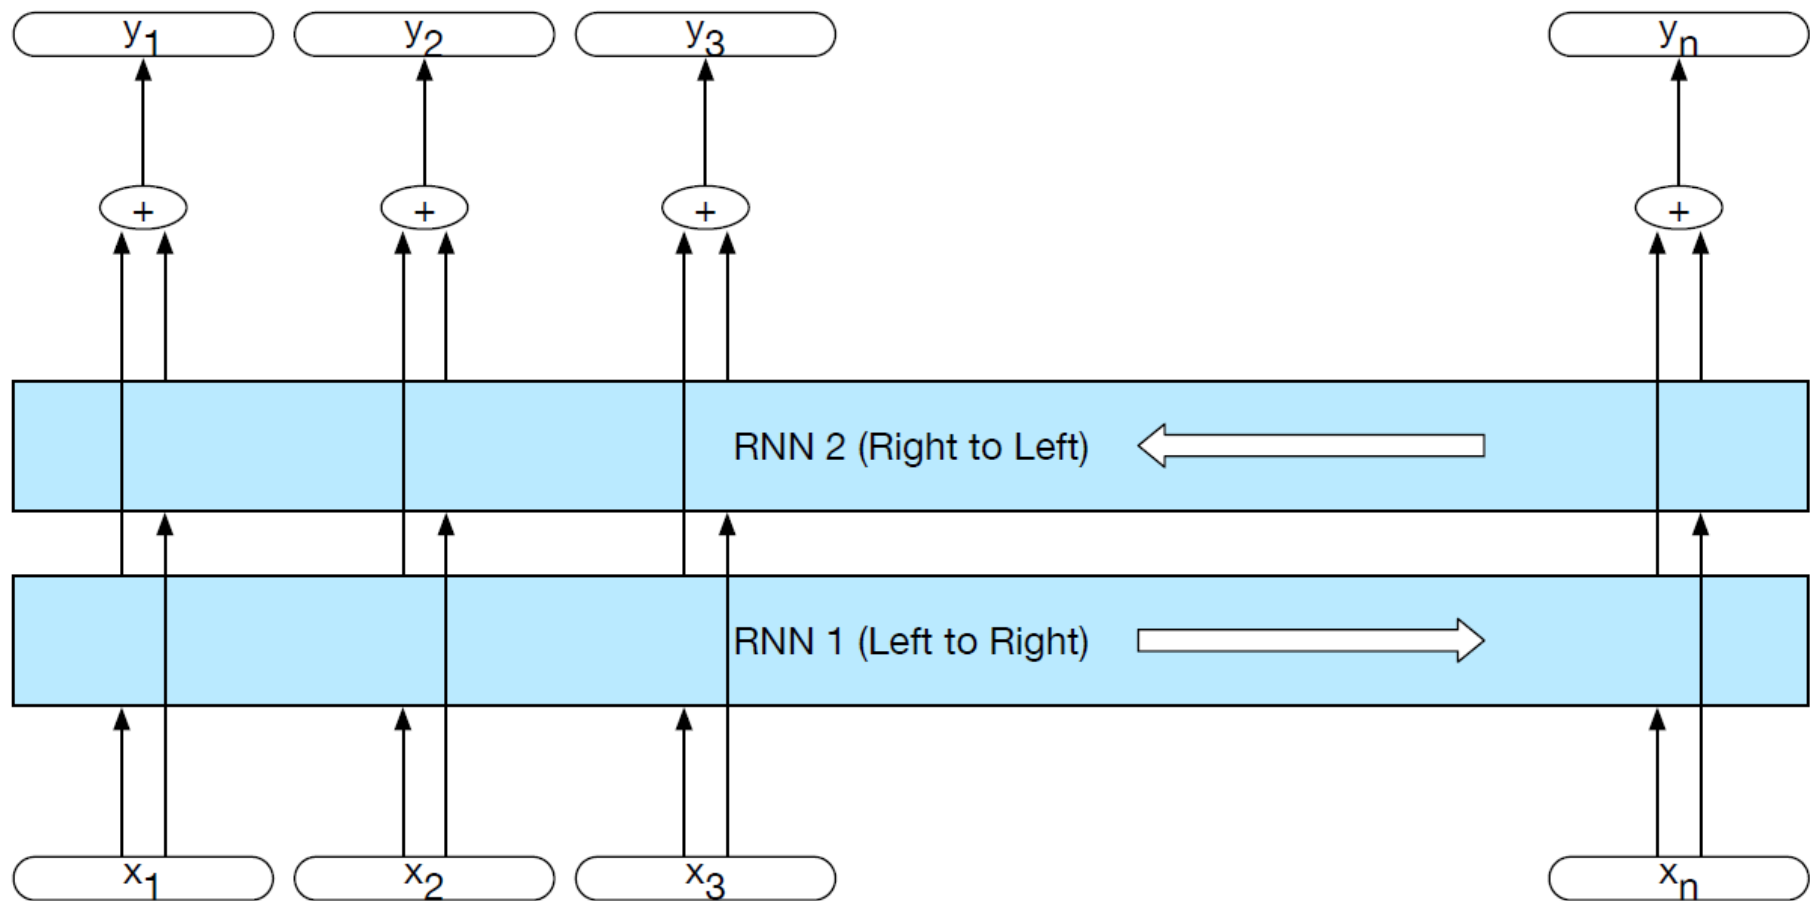 y1 y2 y3 yn
+ + + +
RNN 2 (Right to Left)
RNN 1 (Left to Right)
x1 x2 x3 xn